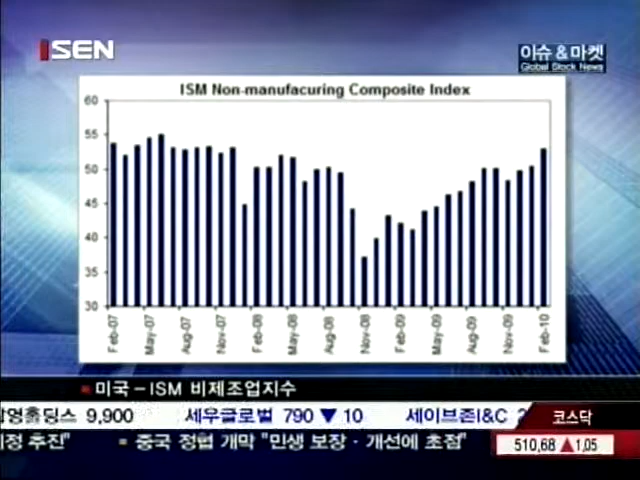 SEN
이슈&마켓
Global Stock News
ISM Non-manufacuring Composite Index
60
55
50
45
40
35
30
Feb-07 May-07 Aug-07 Nov-07 Feb-08 May-08 Aug-08 Nov-08 Feb-09 May-09 Aug-09 Nov-09 Feb-10
미국-ISM 비제조업지수
영홀딩스 9,900 세우글로벌 790 ▼ 10 세이브존I&C 코스닥
추진" 중국 정협 개막 "민생 보장·개선에 초점" 510,68 ▲1,05